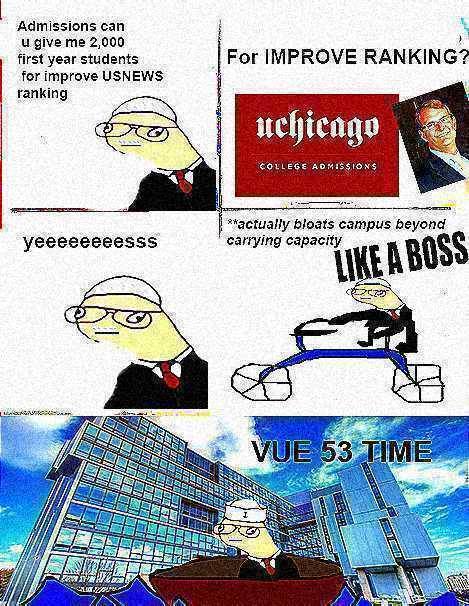 Admissions can
u give me 2,000
first year students
for improve USNEWS
ranking
For IMPROVE RANKING?
uchicago
COLLEGE ADMISSIONS
yeeeeeeeesss
**actually bloats campus beyond
carrying capacity
LIKE A BOSS
VUE 53 TIME